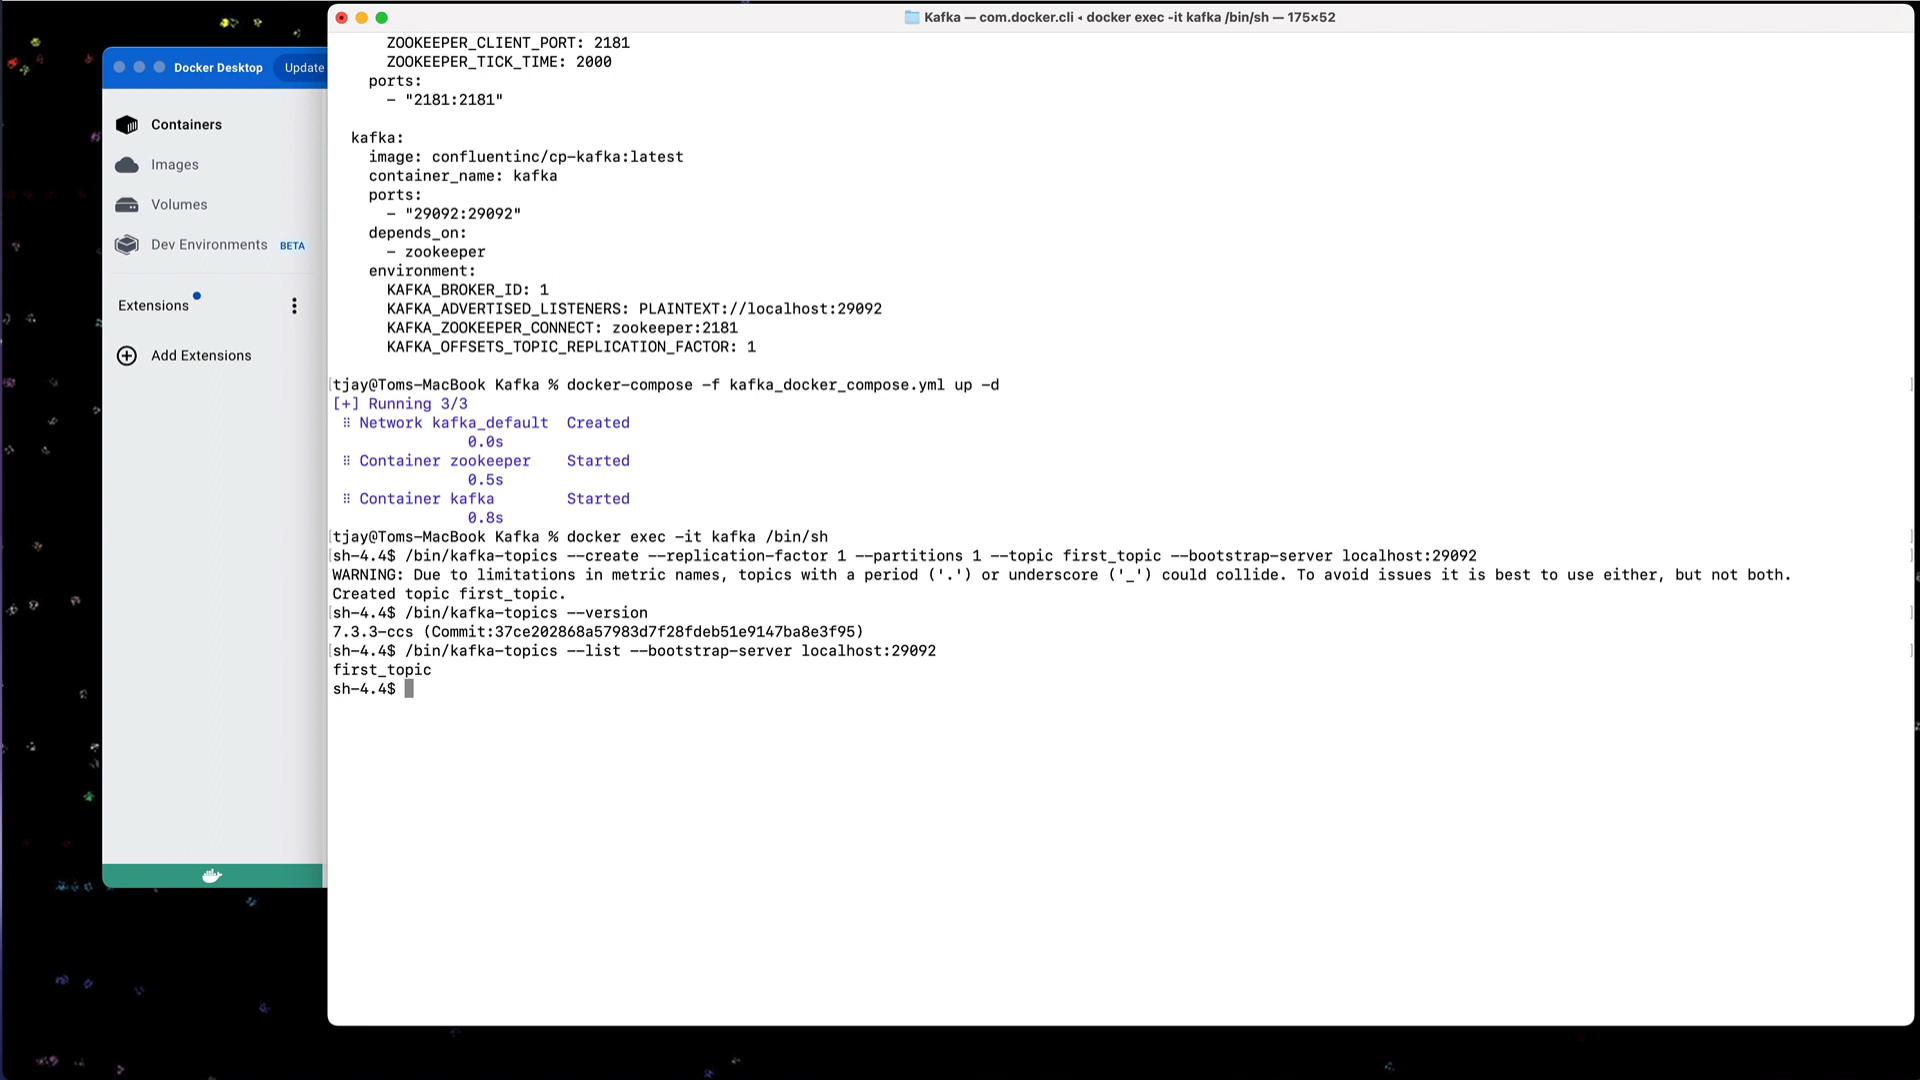 Kafka — com.docker.cli ◂ docker exec -it kafka /bin/sh — 175×52
Docker Desktop
Update
Containers
Images
Volumes
Dev Environments BETA
Extensions
Add Extensions
ZOOKEEPER_CLIENT_PORT: 2181
ZOOKEEPER_TICK_TIME: 2000
ports:
- "2181:2181"
kafka:
image: confluentinc/cp-kafka:latest
container_name: kafka
ports:
- "29092:29092"
depends_on:
- zookeeper
environment:
KAFKA_BROKER_ID: 1
KAFKA_ADVERTISED_LISTENERS: PLAINTEXT://localhost:29092
KAFKA_ZOOKEEPER_CONNECT: zookeeper:2181
KAFKA_OFFSETS_TOPIC_REPLICATION_FACTOR: 1
[tjay@Toms-MacBook Kafka % docker-compose -f kafka_docker_compose.yml up -d ]
[+] Running 3/3
⠿ Network kafka_default Created
0.0s
⠿ Container zookeeper Started
0.5s
⠿ Container kafka Started
0.8s
[tjay@Toms-MacBook Kafka % docker exec -it kafka /bin/sh ]
[sh-4.4$ /bin/kafka-topics --create --replication-factor 1 --partitions 1 --topic first_topic --bootstrap-server localhost:29092 ]
WARNING: Due to limitations in metric names, topics with a period ('.') or underscore ('_') could collide. To avoid issues it is best to use either, but not both.
Created topic first_topic.
[sh-4.4$ /bin/kafka-topics --version ]
7.3.3-ccs (Commit:37ce202868a57983d7f28fdeb51e9147ba8e3f95)
[sh-4.4$ /bin/kafka-topics --list --bootstrap-server localhost:29092 ]
first_topic
sh-4.4$